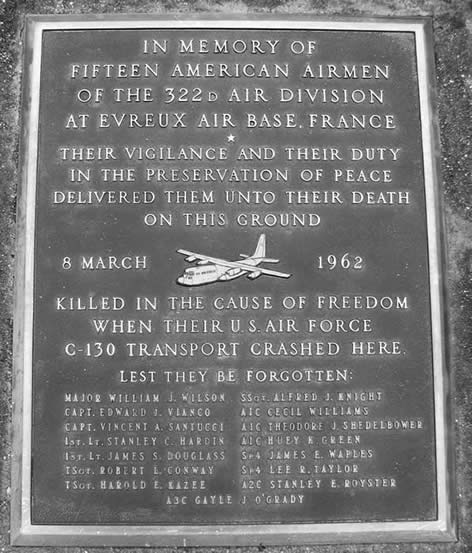 IN MEMORY OF
FIFTEEN AMERICAN AIRMEN
OF THE 322D AIR DIVISION
AT EVREUX AIR BASE, FRANCE
THEIR VIGILANCE AND THEIR DUTY
IN THE PRESERVATION OF PEACE
DELIVERED THEM UNTO THEIR DEATH
ON THIS GROUND
8 MARCH 1962
KILLED IN THE CAUSE OF FREEDOM
WHEN THEIR U.S. AIR FORCE
C-130 TRANSPORT CRASHED HERE.
LEST THEY BE FORGOTTEN:
MAJOR WILLIAM J. WILSON
CAPT. EDWARD J. VIANCO
CAPT. VINCENT A. SANTUCCI
1ST. LT. STANLEY C. HARDIN
1ST. LT. JAMES S. DOUGLASS
TSGT. ROBERT L. CONWAY
TSGT. HAROLD E. KAZEE
SSGT. ALFRED J. KNIGHT
A1C CECIL WILLIAMS
A1C THEODORE J. SHEDELBOWER
A1C HUEY K. GREEN
SP4 JAMES E. WAPLES
SP4 LEE R. TAYLOR
A2C STANLEY E. ROYSTER
A3C GAYLE J. O'GRADY